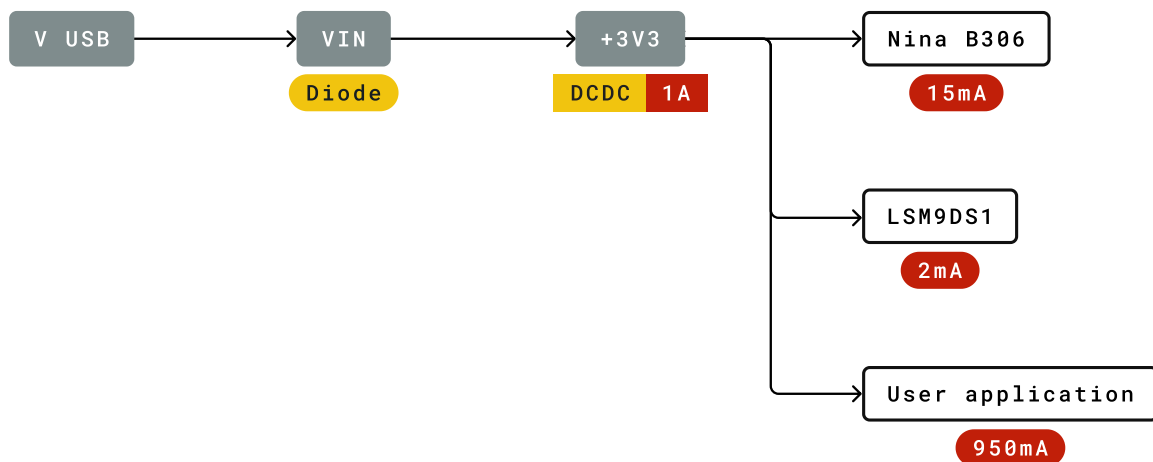 V USB
VIN
+3V3
Nina B306
Diode
DCDC
1A
15mA
LSM9DS1
2mA
User application
950mA